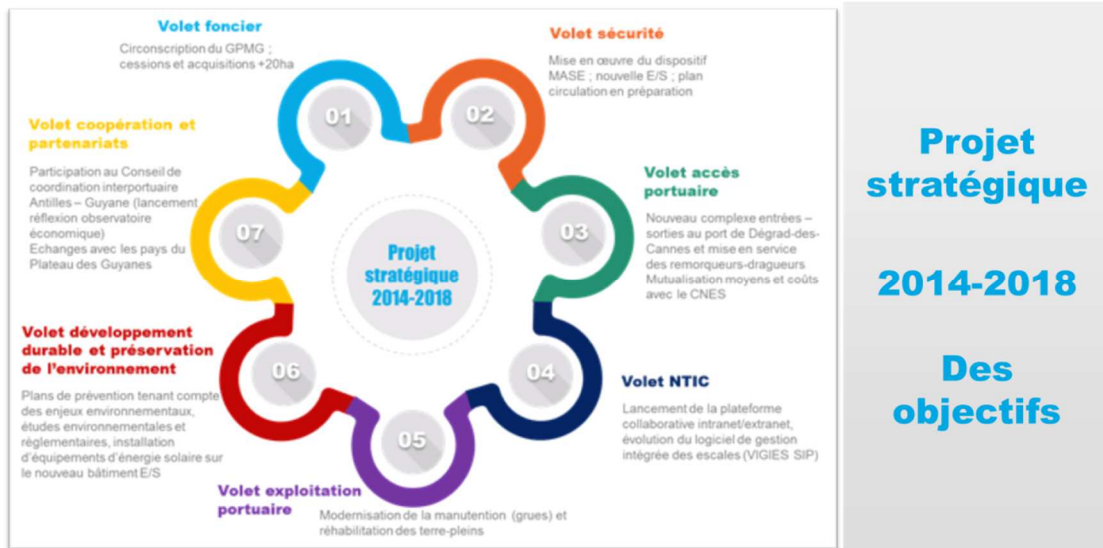 Volet foncier
Circonscription du GPMG ;
cessions et acquisitions +20ha
01
Volet sécurité
Mise en œuvre du dispositif
MASE ; nouvelle E/S ; plan
circulation en préparation
02
Volet accès
portuaire
Nouveau complexe entrées –
sorties au port de Dégrad-des-
Cannes et mise en service
des remorqueurs-dragueurs
Mutualisation moyens et coûts
avec le CNES
03
Volet NTIC
Lancement de la plateforme
collaborative intranet/extranet,
évolution du logiciel de gestion
intégrée des escales (VIGIES SIP)
04
Volet exploitation
portuaire
Modernisation de la manutention (grues) et
réhabilitation des terre-pleins
05
Volet développement
durable et préservation
de l'environnement
Plans de prévention tenant compte
des enjeux environnementaux,
études environnementales et
règlementaires, installation
d'équipements d'énergie solaire sur
le nouveau bâtiment E/S
06
Volet coopération et
partenariats
Participation au Conseil de
coordination interportuaire
Antilles – Guyane (lancement
réflexion observatoire
économique)
Echanges avec les pays du
Plateau des Guyanes
07
Projet
stratégique
2014-2018
Projet
stratégique
2014-2018
Des
objectifs